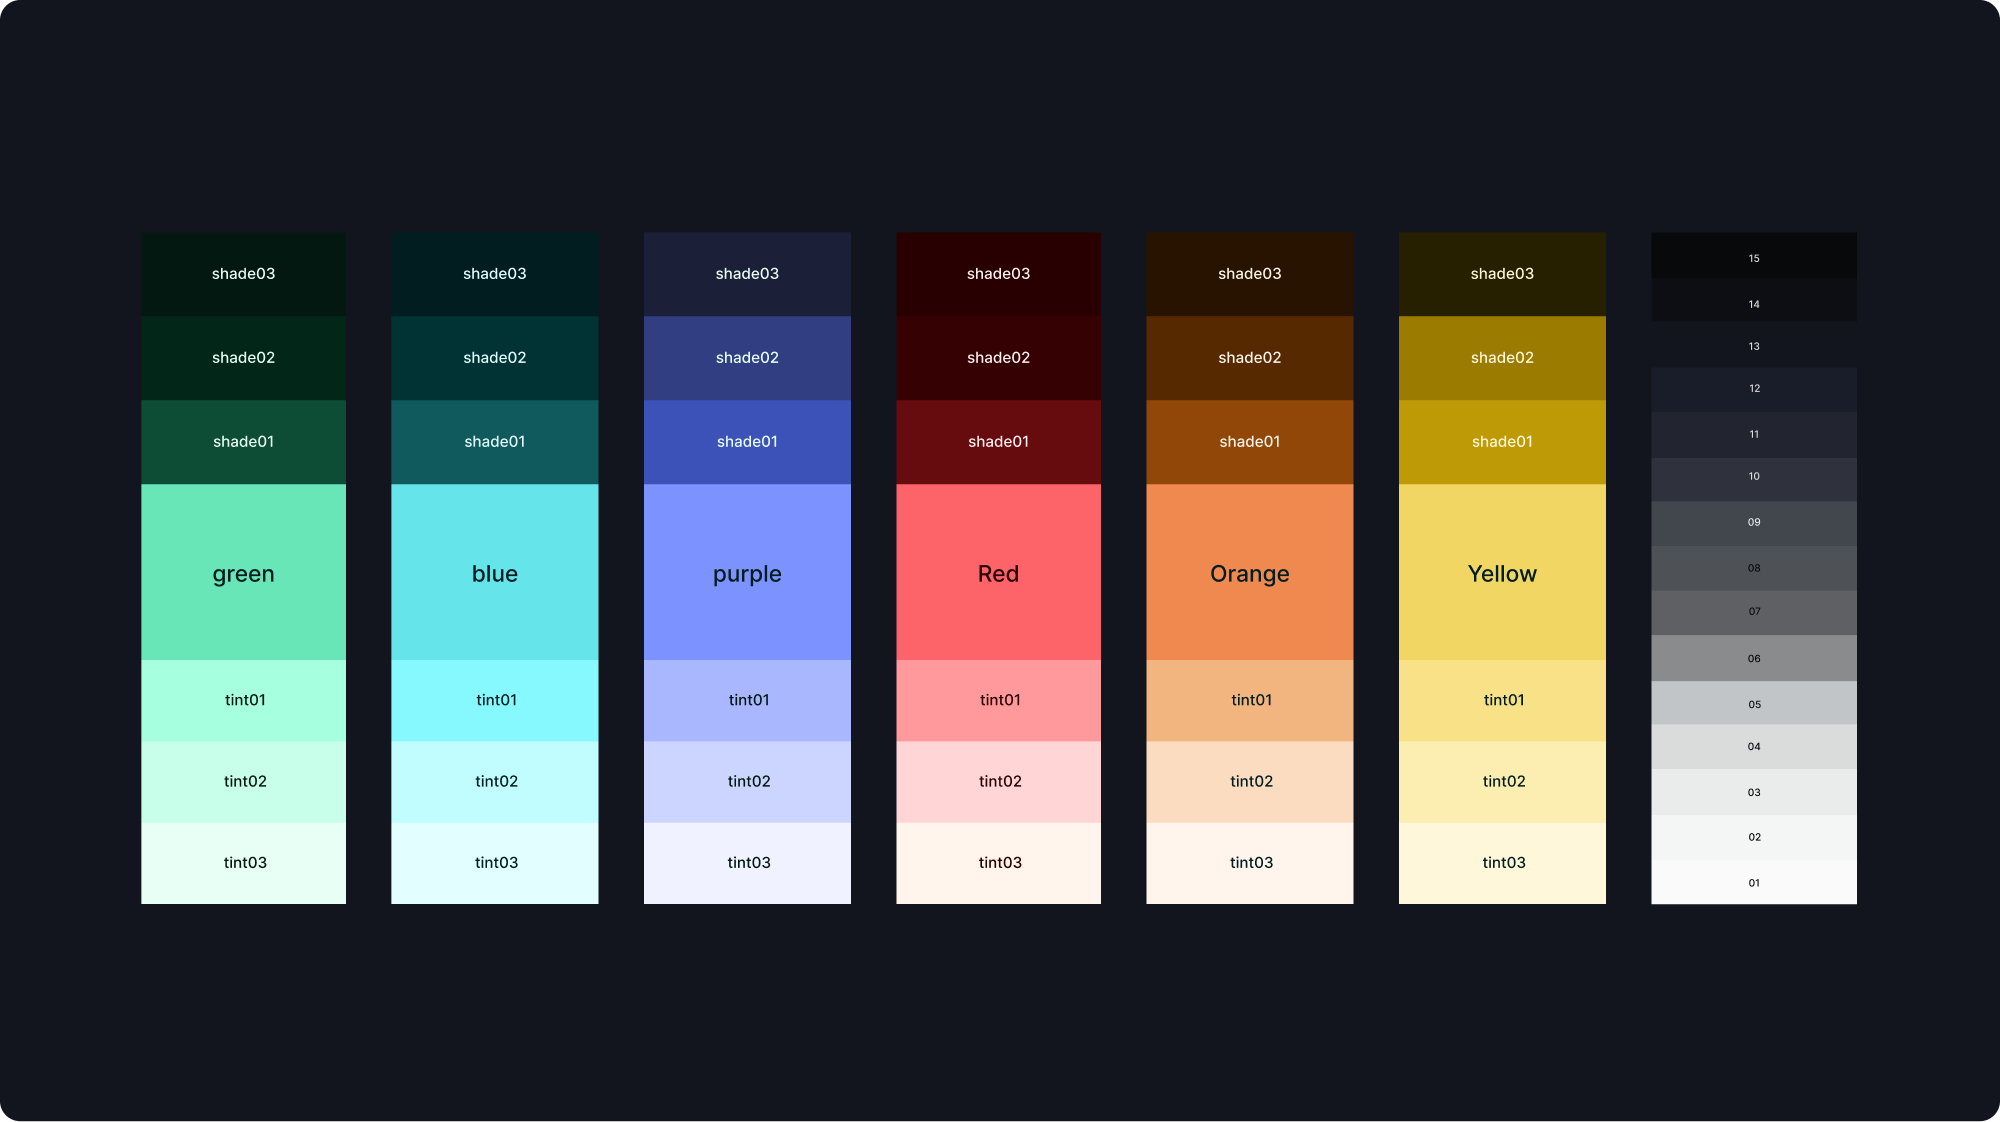 shade03
shade02
shade01
green
tint01
tint02
tint03
shade03
shade02
shade01
blue
tint01
tint02
tint03
shade03
shade02
shade01
purple
tint01
tint02
tint03
shade03
shade02
shade01
Red
tint01
tint02
tint03
shade03
shade02
shade01
Orange
tint01
tint02
tint03
shade03
shade02
shade01
Yellow
tint01
tint02
tint03
15
14
13
12
11
10
09
08
07
06
05
04
03
02
01